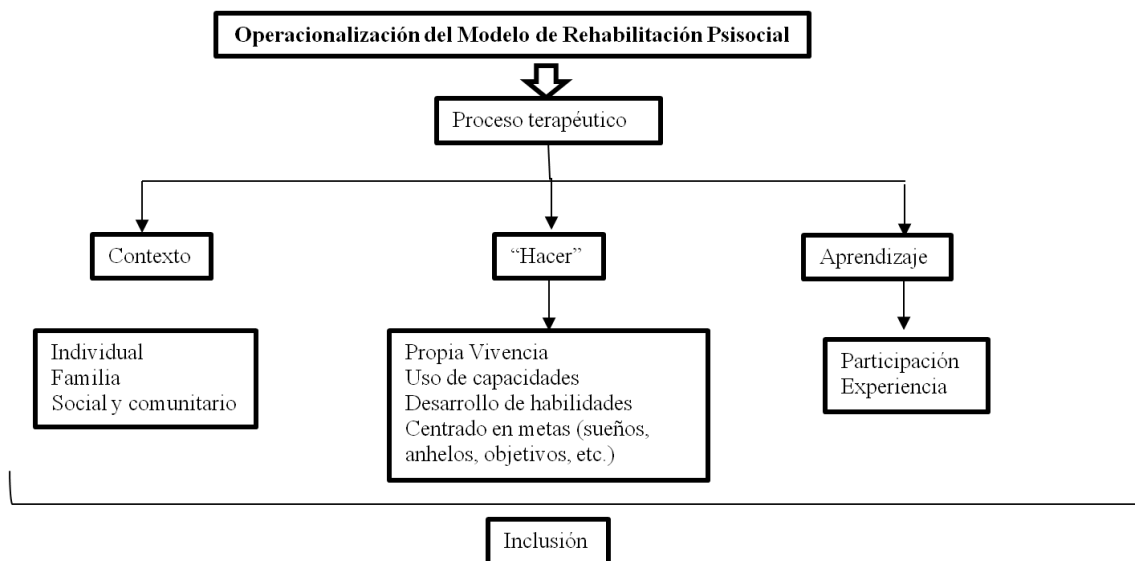 Operacionalización del Modelo de Rehabilitación Psisocial
Proceso terapéutico
Contexto
“Hacer”
Aprendizaje
Individual
Familia
Social y comunitario
Propia Vivencia
Uso de capacidades
Desarrollo de habilidades
Centrado en metas (sueños,
anhelos, objetivos, etc.)
Participación
Experiencia
Inclusión